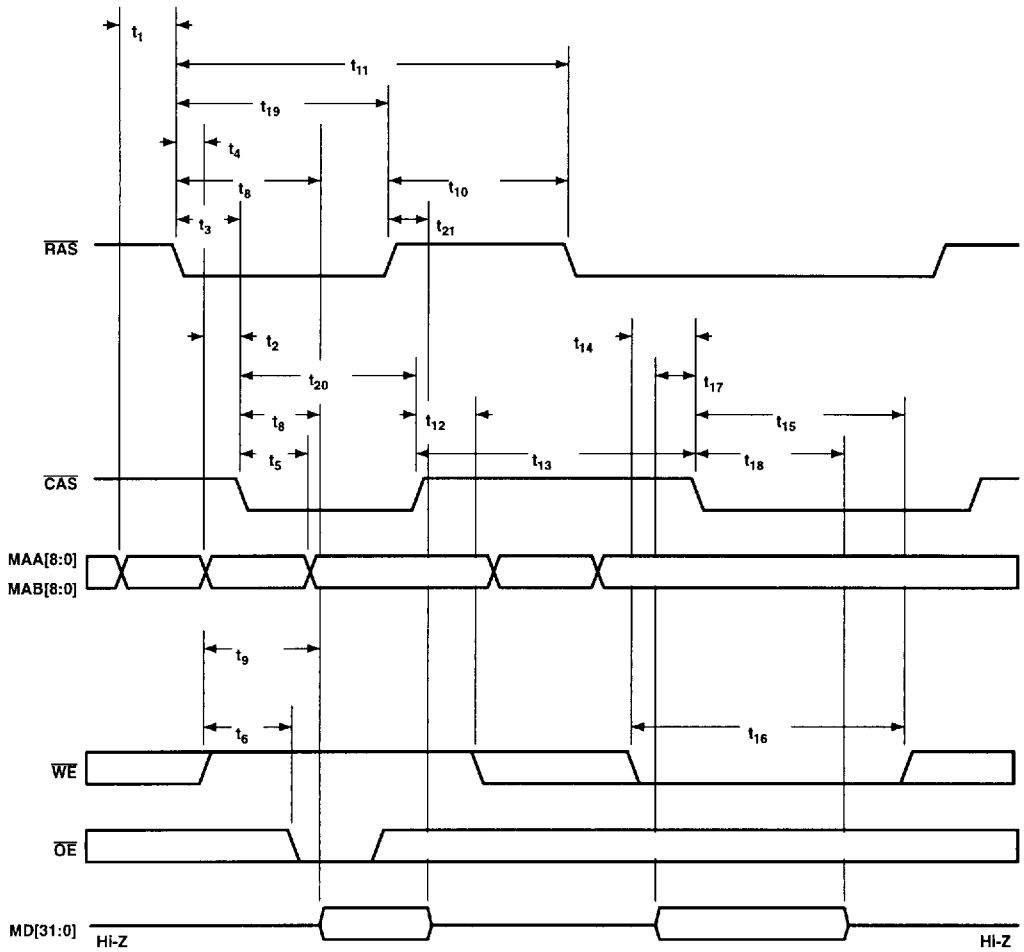 t1
t11
t19
t4
t8
t10
t3
t21
RAS
t2
t14
t20
t17
t8
t12
t15
t5
t13
t18
CAS
MAA[8:0]
MAB[8:0]
t9
t6
t16
WE
OE
MD[31:0]
Hi-Z
Hi-Z